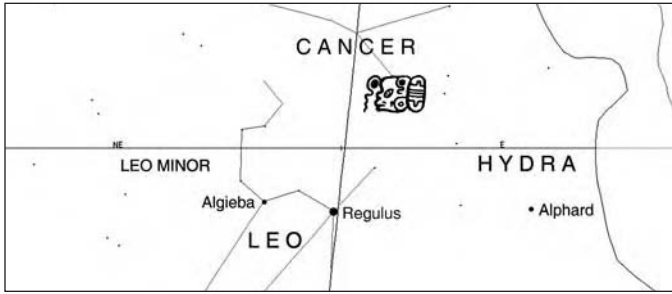 CANCER
NE
E
LEO MINOR
HYDRA
Algieba
Regulus
Alphard
LEO